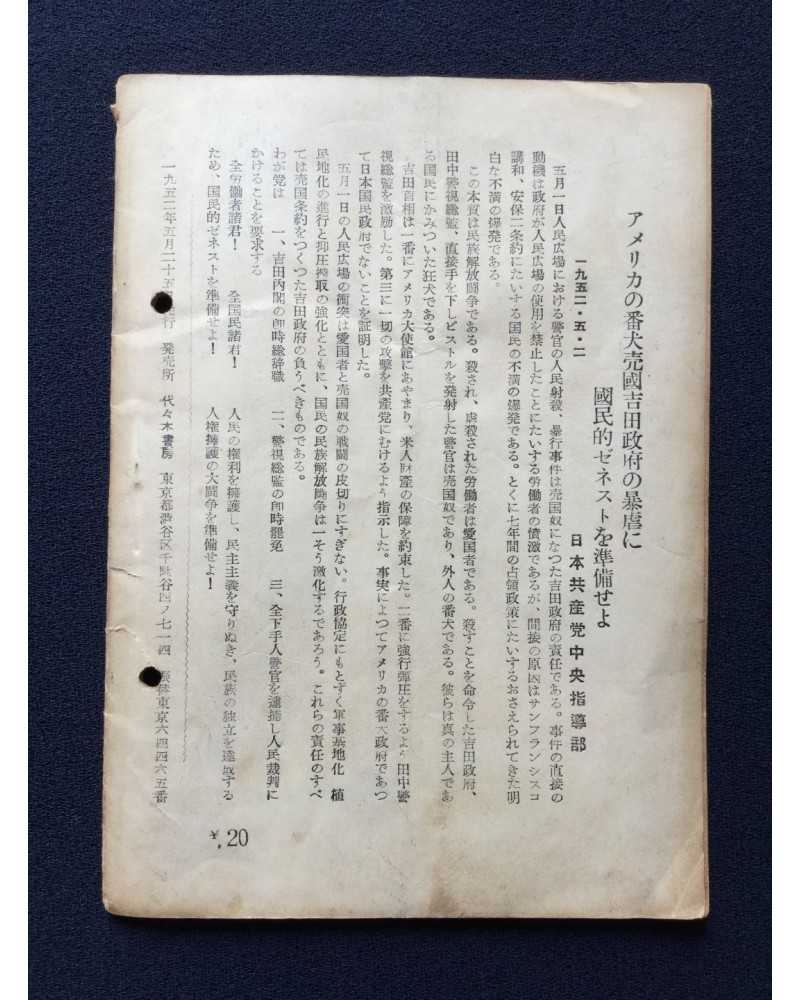 アメリカの番犬売國吉田政府の暴虐に
國民的ゼネストを準備せよ
一九五二・五・二
日本共産党中央指導部
五月一日人民広場における警官の人民射殺、暴行事件は売国奴になつた吉田政府の責任である。事件の直接の
動機は政府が人民広場の使用を禁止したことにたいする労働者の憤激であるが、間接の原因はサンフランシスコ
講和、安保二条約にたいする国民の不満の爆発である。とくに七年間の占領政策にたいするおさえられてきた明
白な不満の爆発である。
この本質は民族解放闘争である。殺され、虐殺された労働者は愛国者である。殺すことを命令した吉田政府、
田中警視総監、直接手を下しピストルを発射した警官は売国奴であり、外人の番犬である。彼らは真の主人であ
る国民にかみついた狂犬である。
吉田首相は一番にアメリカ大使館にあやまり、米人財産の保障を約束した。二番に強行弾圧をするよう田中警
視総監を激励した。第三に一切の攻撃を共産党にむけるよう指示した。事実によつてアメリカの番犬政府であつ
て日本国民政府でないことを証明した。
五月一日の人民広場の衝突は愛国者と売国奴の戦闘の皮切りにすぎない。行政協定にもとずく軍事基地化　植
民地化の進行と抑圧搾取の強化とともに、国民の民族解放闘争は一そう激化するであろう。これらの責任のすべ
ては売国条約をつくつた吉田政府の負うべきものである。
わが党は　一、吉田内閣の即時総辞職　二、警視総監の即時罷免　三、全下手人警官を逮捕し人民裁判に
かけることを要求する
全労働者諸君！　全国民諸君！　人民の権利を擁護し、民主主義を守りぬき、民族の独立を達成する
ため、国民的ゼネストを準備せよ！　人権擁護の大闘争を準備せよ！
一九五二年五月二十五　発行　発売所　代々木書房　東京都渋谷区千駄谷四ノ七一四　振替東京六四四六五番
¥.20